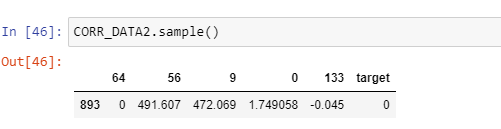 In [46]: CORR_DATA2.sample()
Out[46]:
64 56 9 0 133 target
893 0 491.607 472.069 1.749058 -0.045 0